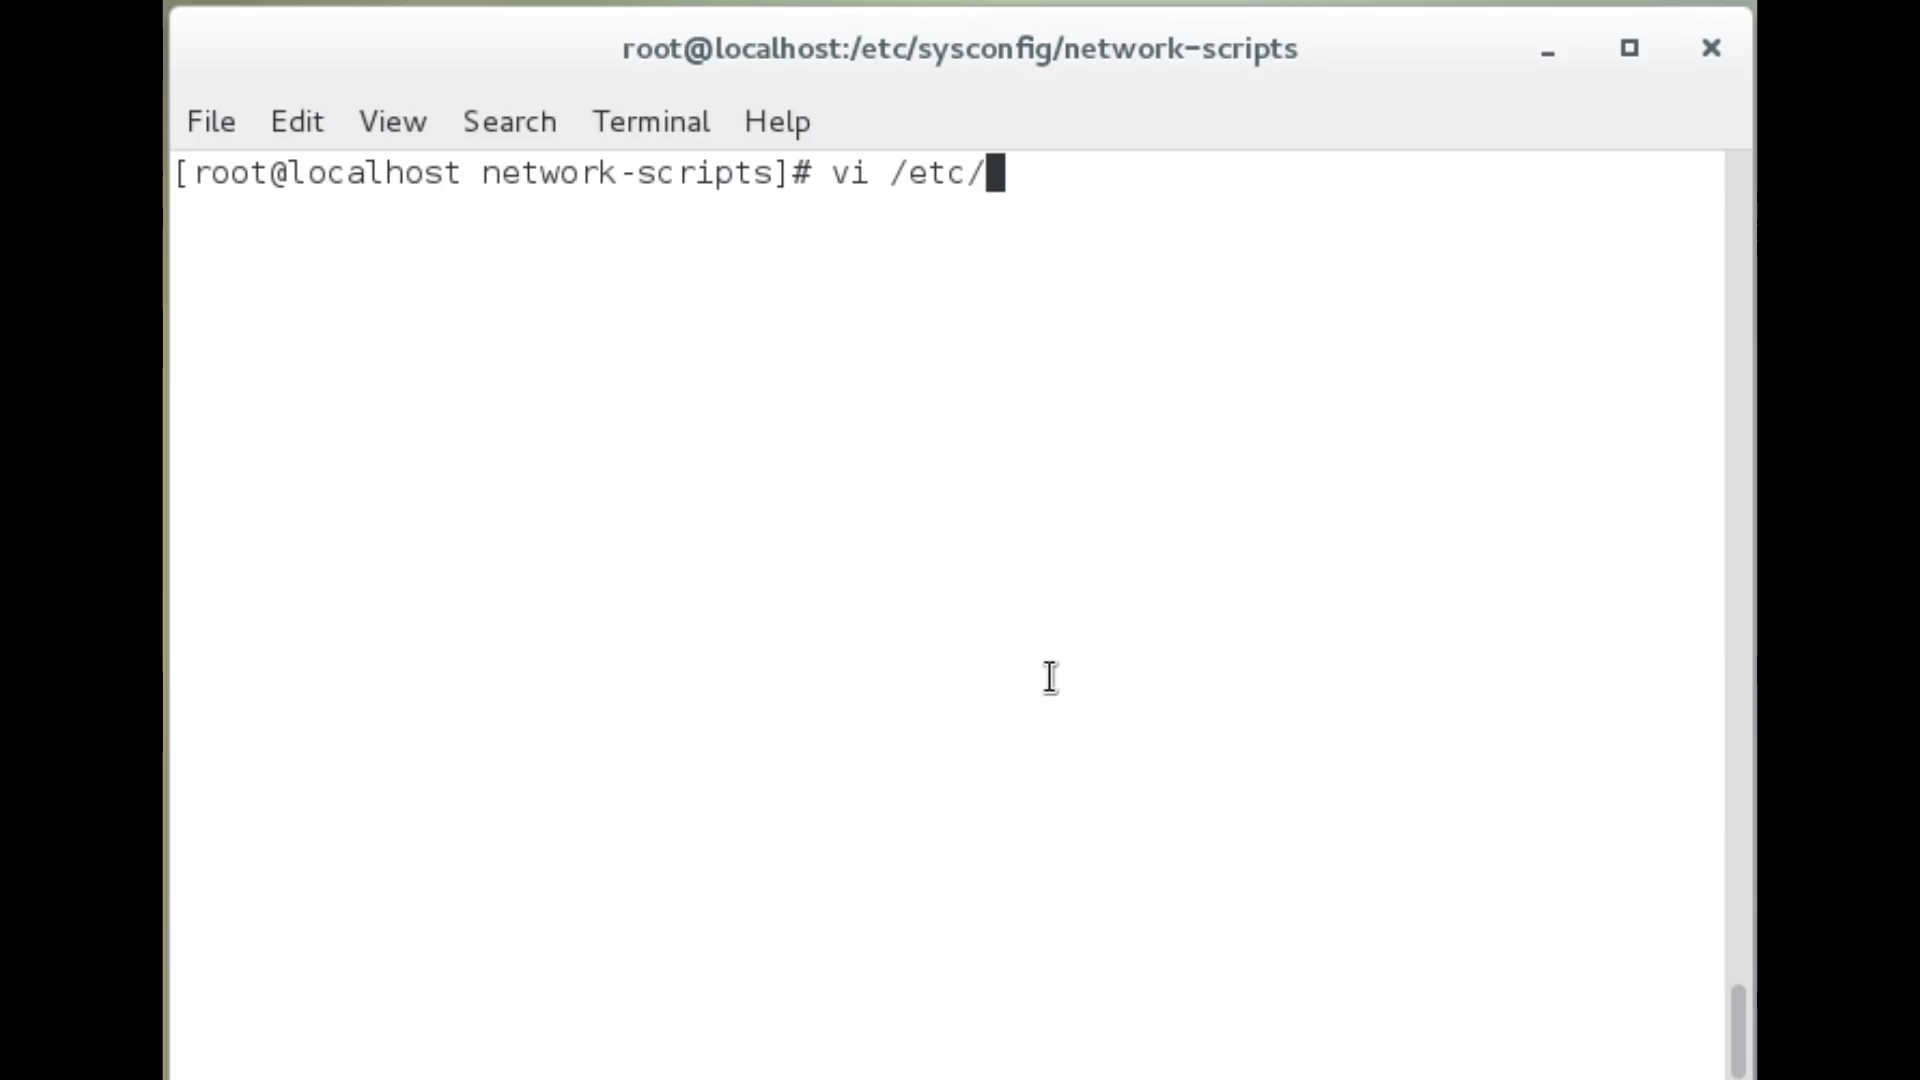 root@localhost:/etc/sysconfig/network-scripts
File Edit View Search Terminal Help
[root@localhost network-scripts]# vi /etc/